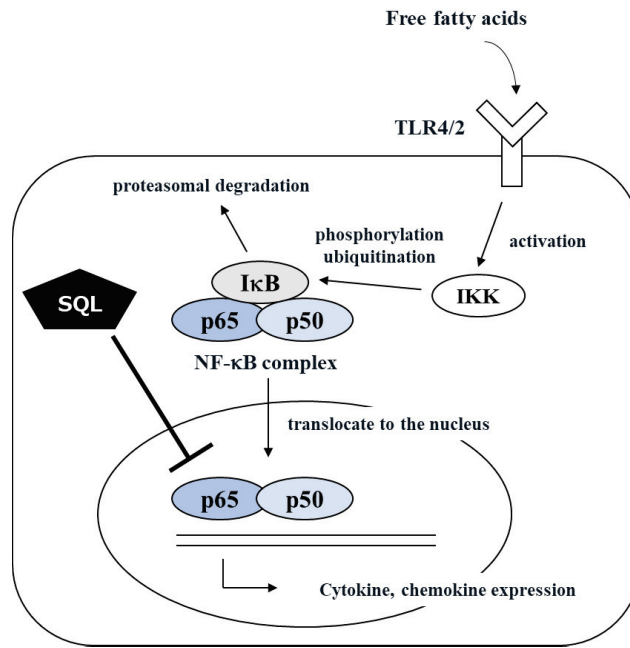 Free fatty acids
TLR4/2
proteasomal degradation
phosphorylation
ubiquitination
activation
IκB
IKK
SQL
p65
p50
NF-κB complex
translocate to the nucleus
p65
p50
Cytokine, chemokine expression